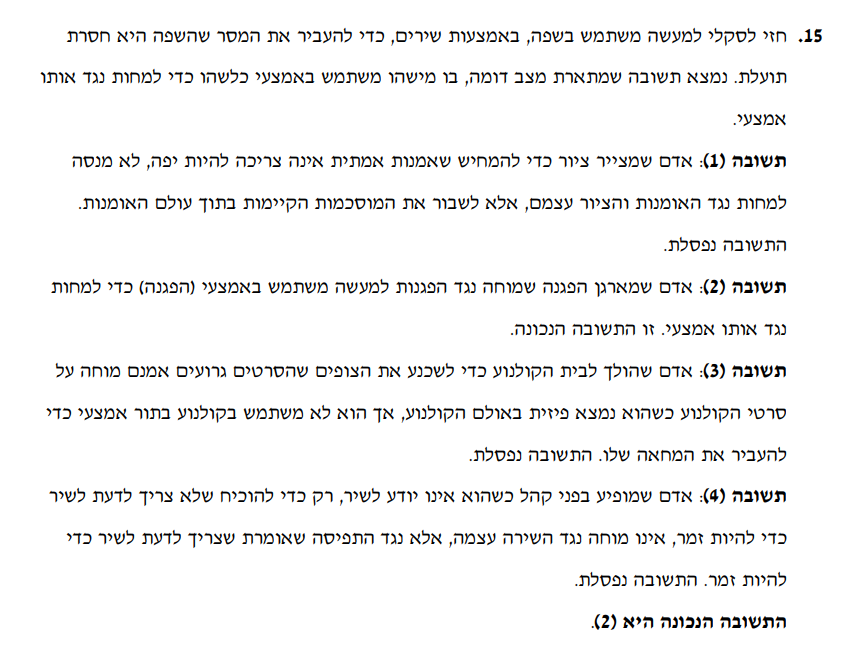 15. חזי לסקלי למעשה משתמש בשפה, באמצעות שירים, כדי להעביר את המסר שהשפה היא חסרת
תועלת. נמצא תשובה שמתארת מצב דומה, בו מישהו משתמש באמצעי כלשהו כדי למחות נגד אותו
אמצעי.
תשובה (1): אדם שמצייר ציור כדי להמחיש שאמנות אמתית אינה צריכה להיות יפה, לא מנסה
למחות נגד האומנות והציור עצמם, אלא לשבור את המוסכמות הקיימות בתוך עולם האומנות.
התשובה נפסלת.
תשובה (2): אדם שמארגן הפגנה שמוחה נגד הפגנות למעשה משתמש באמצעי (הפגנה) כדי למחות
נגד אותו אמצעי. זו התשובה הנכונה.
תשובה (3): אדם שהולך לבית הקולנוע כדי לשכנע את הצופים שהסרטים גרועים אמנם מוחה על
סרטי הקולנוע כשהוא נמצא פיזית באולם הקולנוע, אך הוא לא משתמש בקולנוע בתור אמצעי כדי
להעביר את המחאה שלו. התשובה נפסלת.
תשובה (4): אדם שמופיע בפני קהל כשהוא אינו יודע לשיר, רק כדי להוכיח שלא צריך לדעת לשיר
כדי להיות זמר, אינו מוחה נגד השירה עצמה, אלא נגד התפיסה שאומרת שצריך לדעת לשיר כדי
להיות זמר. התשובה נפסלת.
התשובה הנכונה היא (2).